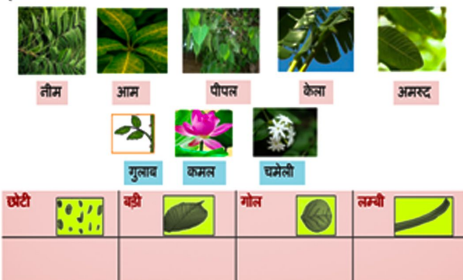 नीम आम पीपल केला अमरुद
गुलाब कमल चमेली
छोटी बड़ी गोल लम्बी